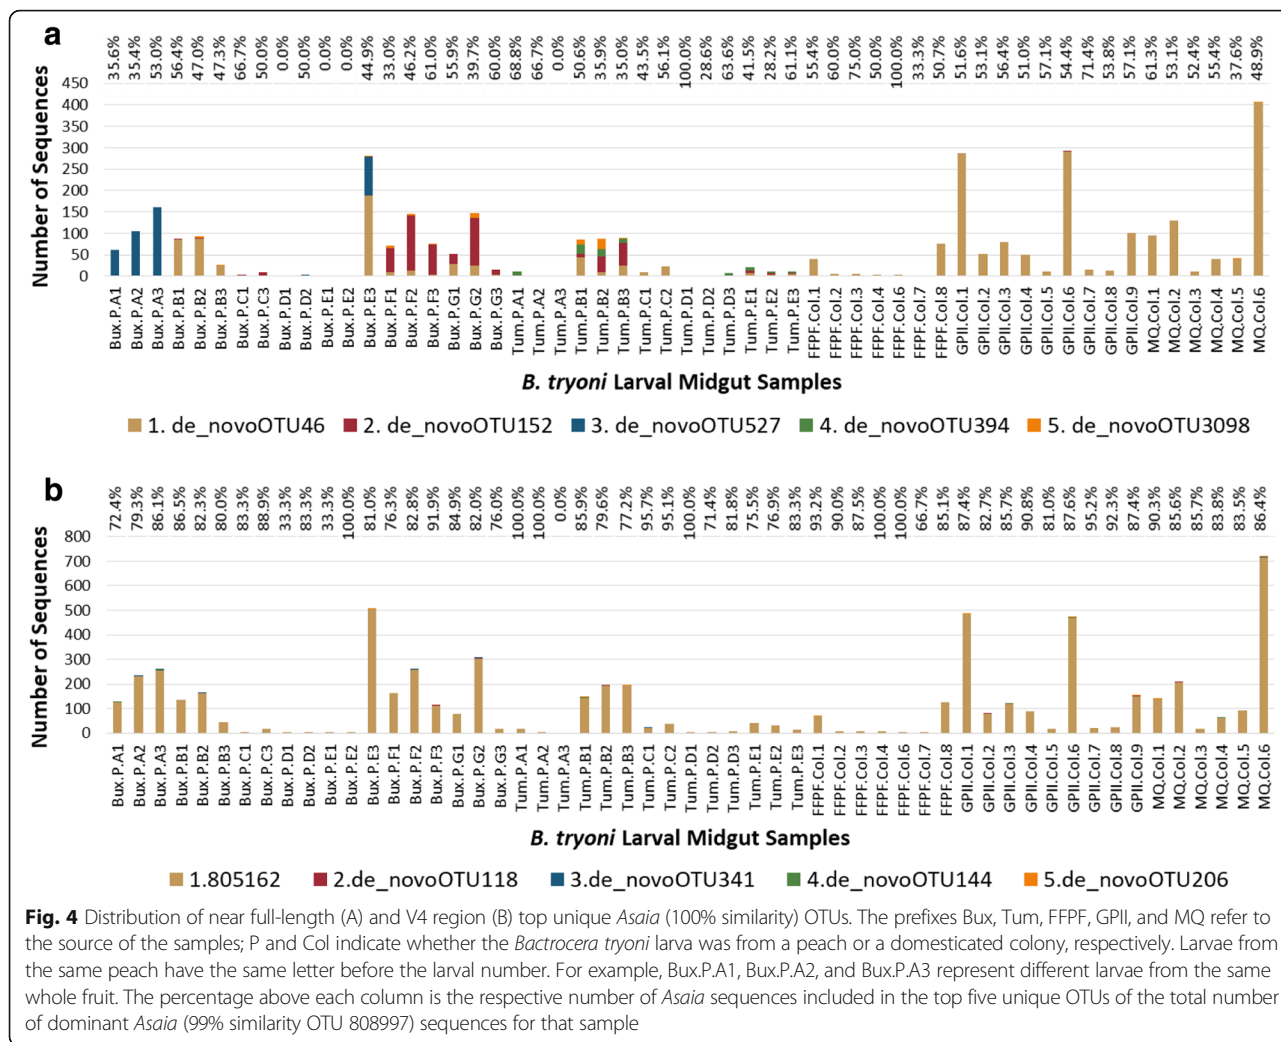 a
35.6% 35.4% 53.0% 56.4% 47.0% 47.3% 66.7% 50.0% 0.0% 50.0% 0.0% 0.0% 44.9% 33.0% 46.2% 61.0% 55.9% 39.7% 60.0% 68.8% 66.7% 0.0% 50.6% 35.9% 35.0% 43.5% 56.1% 100.0% 28.6% 63.6% 41.5% 28.2% 61.1% 55.4% 60.0% 75.0% 50.0% 100.0% 33.3% 50.7% 51.6% 53.1% 56.4% 51.0% 57.1% 54.4% 71.4% 53.8% 57.1% 61.3% 53.1% 52.4% 55.4% 37.6% 48.9%
Number of Sequences
450
400
350
300
250
200
150
100
50
0
Bux.P.A1 Bux.P.A2 Bux.P.A3 Bux.P.B1 Bux.P.B2 Bux.P.B3 Bux.P.C1 Bux.P.C3 Bux.P.D1 Bux.P.D2 Bux.P.E1 Bux.P.E2 Bux.P.E3 Bux.P.F1 Bux.P.F2 Bux.P.F3 Bux.P.G1 Bux.P.G2 Bux.P.G3 Tum.P.A1 Tum.P.A2 Tum.P.A3 Tum.P.B1 Tum.P.B2 Tum.P.B3 Tum.P.C1 Tum.P.C2 Tum.P.D1 Tum.P.D2 Tum.P.D3 Tum.P.E1 Tum.P.E2 Tum.P.E3 FFPF.Col.1 FFPF.Col.2 FFPF.Col.3 FFPF.Col.4 FFPF.Col.6 FFPF.Col.7 FFPF.Col.8 GPII.Col.1 GPII.Col.2 GPII.Col.3 GPII.Col.4 GPII.Col.5 GPII.Col.6 GPII.Col.7 GPII.Col.8 GPII.Col.9 MQ.Col.1 MQ.Col.2 MQ.Col.3 MQ.Col.4 MQ.Col.5 MQ.Col.6
B. tryoni Larval Midgut Samples
1. de_novoOTU46 2. de_novoOTU152 3. de_novoOTU527 4. de_novoOTU394 5. de_novoOTU3098
b
72.4% 79.3% 86.1% 86.5% 82.3% 80.0% 83.3% 88.9% 33.3% 83.3% 33.3% 100.0% 81.0% 76.3% 82.8% 91.9% 84.9% 82.0% 76.0% 100.0% 100.0% 0.0% 85.9% 79.6% 77.2% 95.7% 95.1% 100.0% 71.4% 81.8% 75.5% 76.9% 83.3% 93.2% 90.0% 87.5% 100.0% 100.0% 66.7% 85.1% 87.4% 82.7% 85.7% 90.8% 81.0% 87.6% 95.2% 92.3% 87.4% 90.3% 85.6% 85.7% 83.8% 83.5% 86.4%
Number of Sequences
800
700
600
500
400
300
200
100
0
Bux.P.A1 Bux.P.A2 Bux.P.A3 Bux.P.B1 Bux.P.B2 Bux.P.B3 Bux.P.C1 Bux.P.C3 Bux.P.D1 Bux.P.D2 Bux.P.E1 Bux.P.E2 Bux.P.E3 Bux.P.F1 Bux.P.F2 Bux.P.F3 Bux.P.G1 Bux.P.G2 Bux.P.G3 Tum.P.A1 Tum.P.A2 Tum.P.A3 Tum.P.B1 Tum.P.B2 Tum.P.B3 Tum.P.C1 Tum.P.C2 Tum.P.D1 Tum.P.D2 Tum.P.D3 Tum.P.E1 Tum.P.E2 Tum.P.E3 FFPF.Col.1 FFPF.Col.2 FFPF.Col.3 FFPF.Col.4 FFPF.Col.6 FFPF.Col.7 FFPF.Col.8 GPII.Col.1 GPII.Col.2 GPII.Col.3 GPII.Col.4 GPII.Col.5 GPII.Col.6 GPII.Col.7 GPII.Col.8 GPII.Col.9 MQ.Col.1 MQ.Col.2 MQ.Col.3 MQ.Col.4 MQ.Col.5 MQ.Col.6
B. tryoni Larval Midgut Samples
1.805162 2.de_novoOTU118 3.de_novoOTU341 4.de_novoOTU144 5.de_novoOTU206
Fig. 4 Distribution of near full-length (A) and V4 region (B) top unique Asaia (100% similarity) OTUs. The prefixes Bux, Tum, FFPF, GPII, and MQ refer to
the source of the samples; P and Col indicate whether the Bactrocera tryoni larva was from a peach or a domesticated colony, respectively. Larvae from
the same peach have the same letter before the larval number. For example, Bux.P.A1, Bux.P.A2, and Bux.P.A3 represent different larvae from the same
whole fruit. The percentage above each column is the respective number of Asaia sequences included in the top five unique OTUs of the total number
of dominant Asaia (99% similarity OTU 808997) sequences for that sample